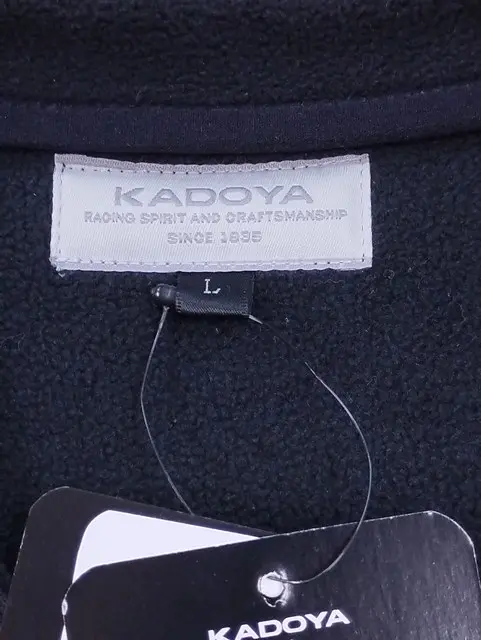 KADOYA
RACING SPIRIT AND CRAFTSMANSHIP
SINCE 1935
L
KADOYA